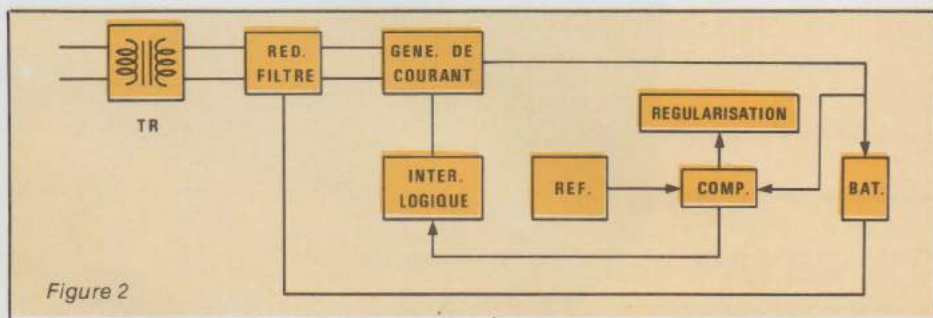 TR
RED.
FILTRE
GENE. DE
COURANT
REGULARISATION
INTER.
LOGIQUE
REF.
COMP.
BAT.
Figure 2